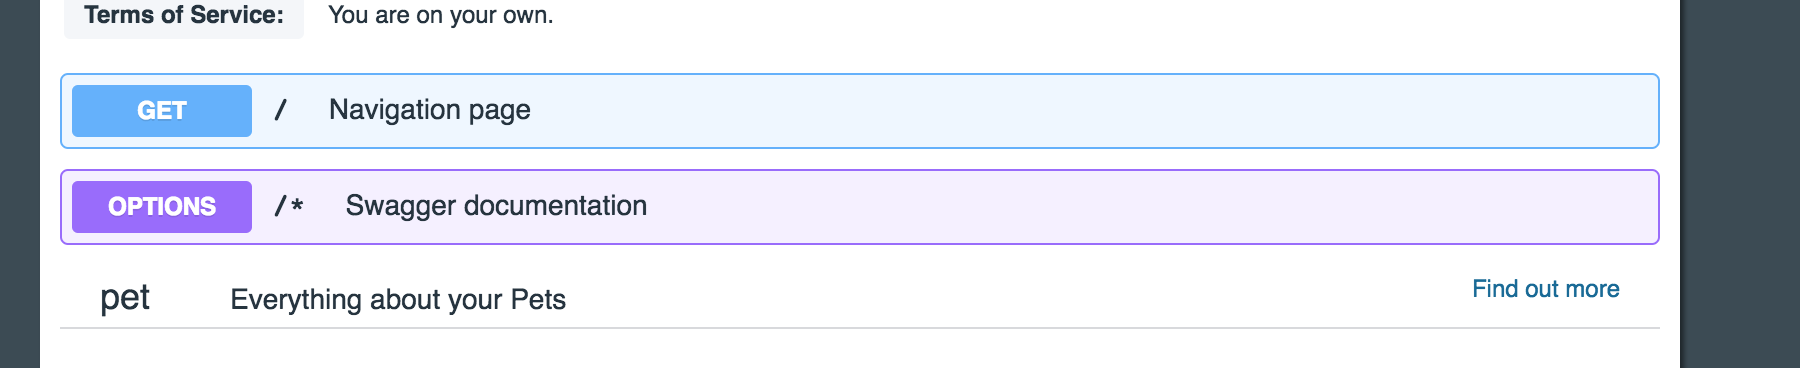 Terms of Service: You are on your own.
GET / Navigation page
OPTIONS /* Swagger documentation
pet Everything about your Pets Find out more